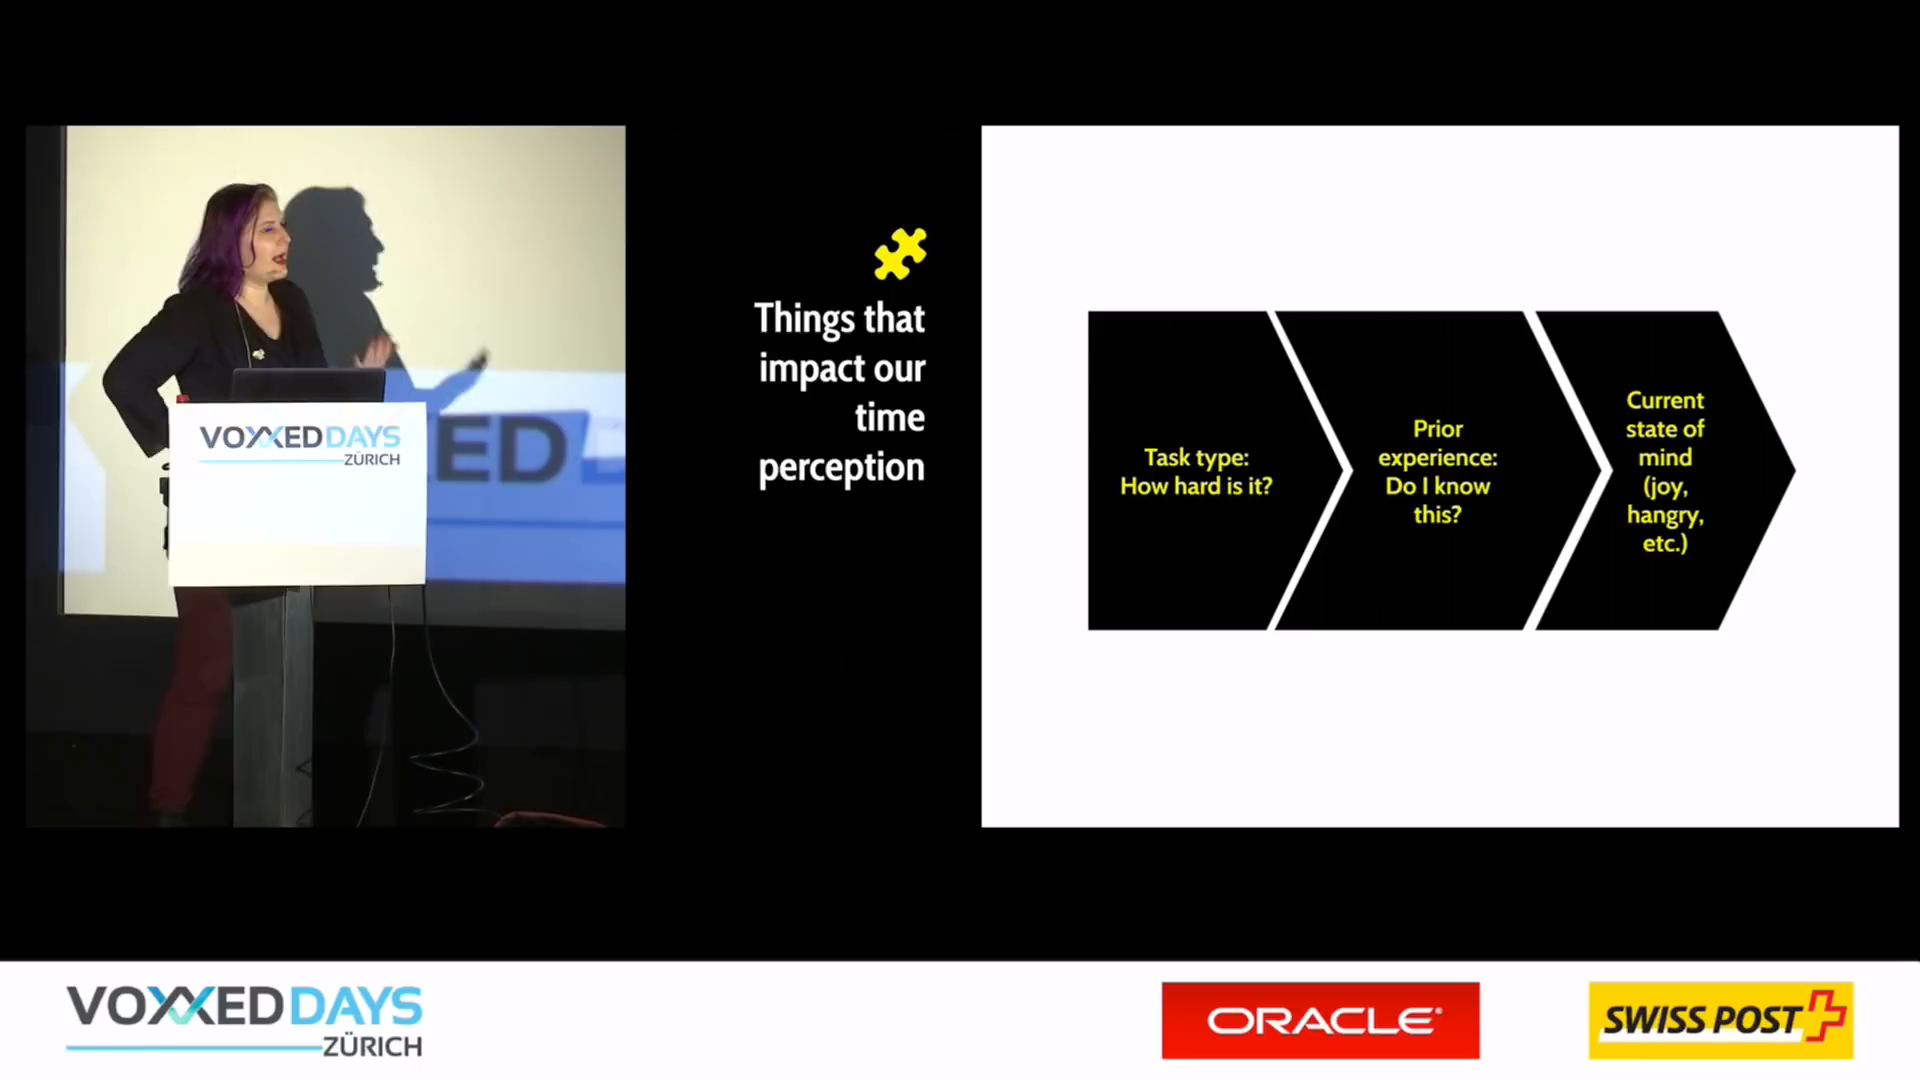 VOXXED DAYS
ZÜRICH
ED
Things that
impact our
time
perception
Task type:
How hard is it?
Prior
experience:
Do I know
this?
Current
state of
mind
(joy,
hangry,
etc.)
VOXXED DAYS
ZÜRICH
ORACLE®
SWISS POST